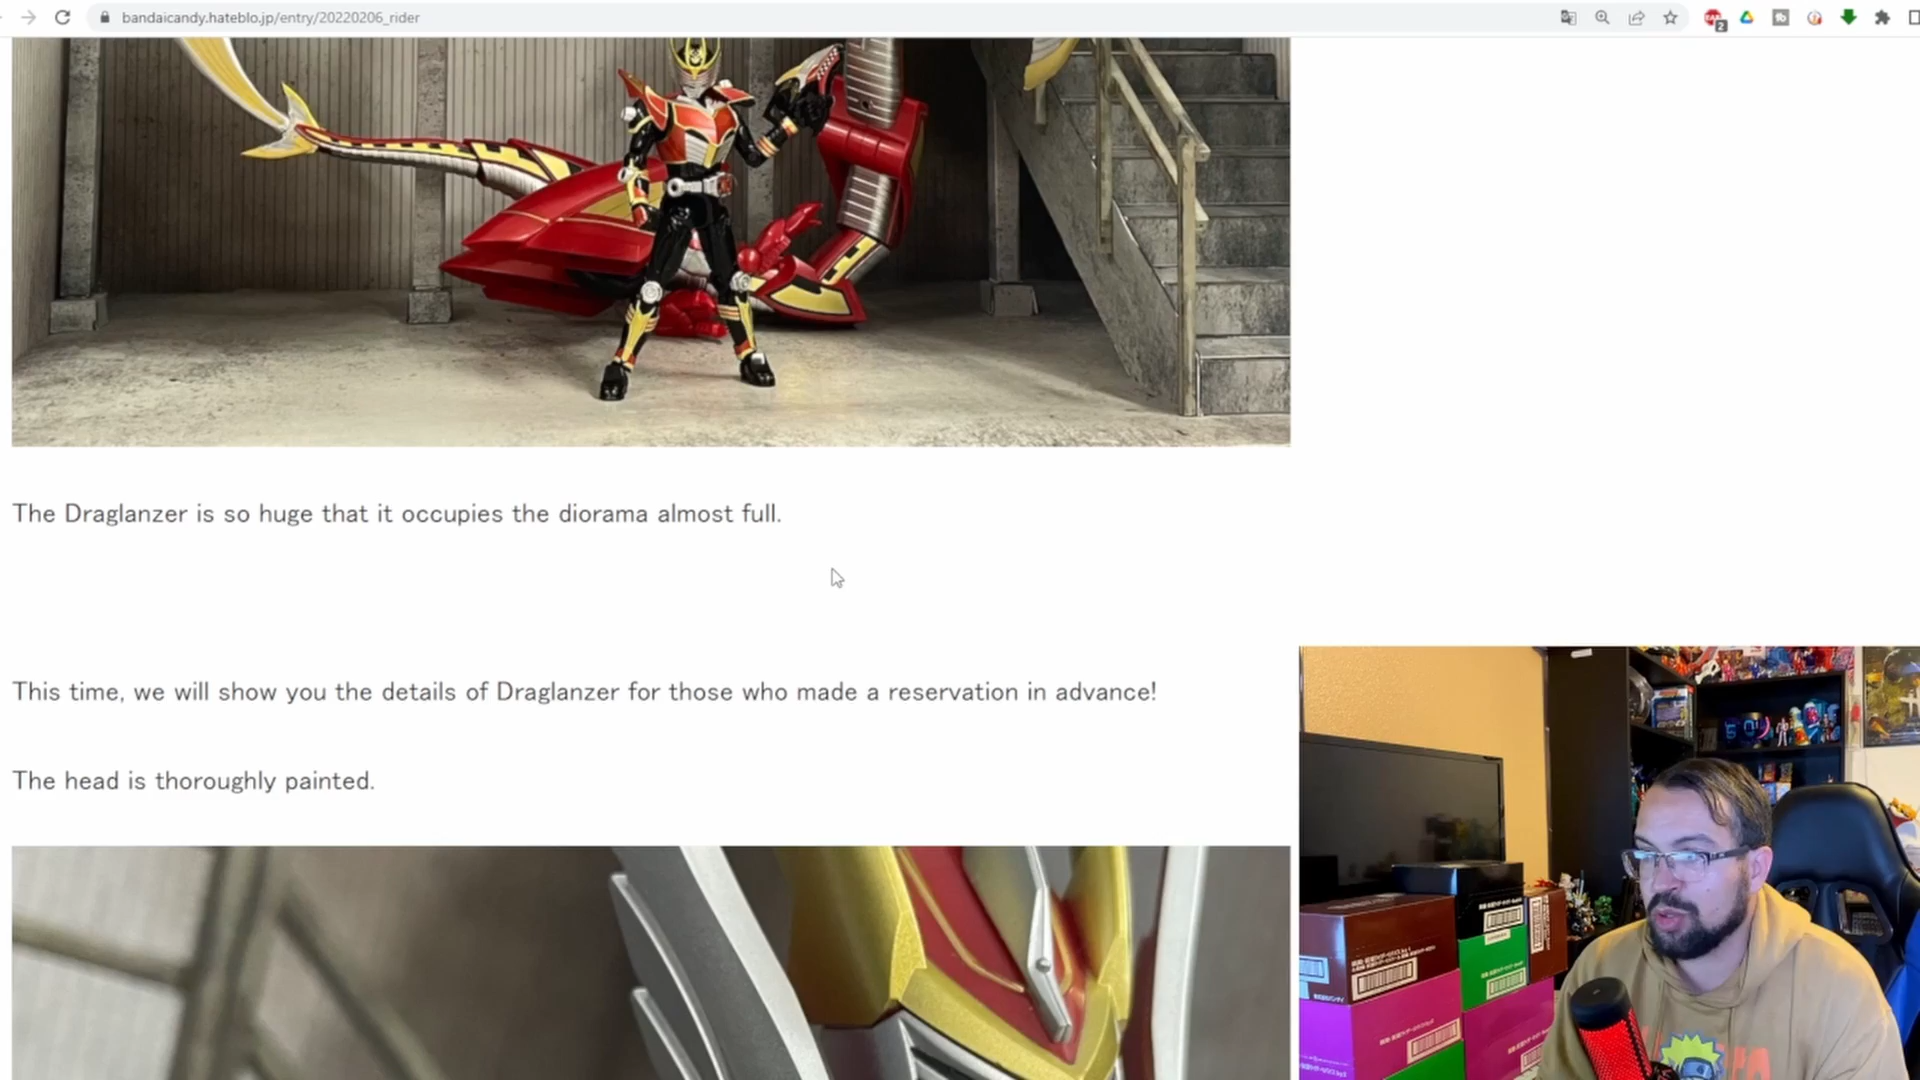 bandaicandy.hateblo.jp/entry/20220206_rider
2
The Draglanzer is so huge that it occupies the diorama almost full.
This time, we will show you the details of Draglanzer for those who made a reservation in advance!
The head is thoroughly painted.